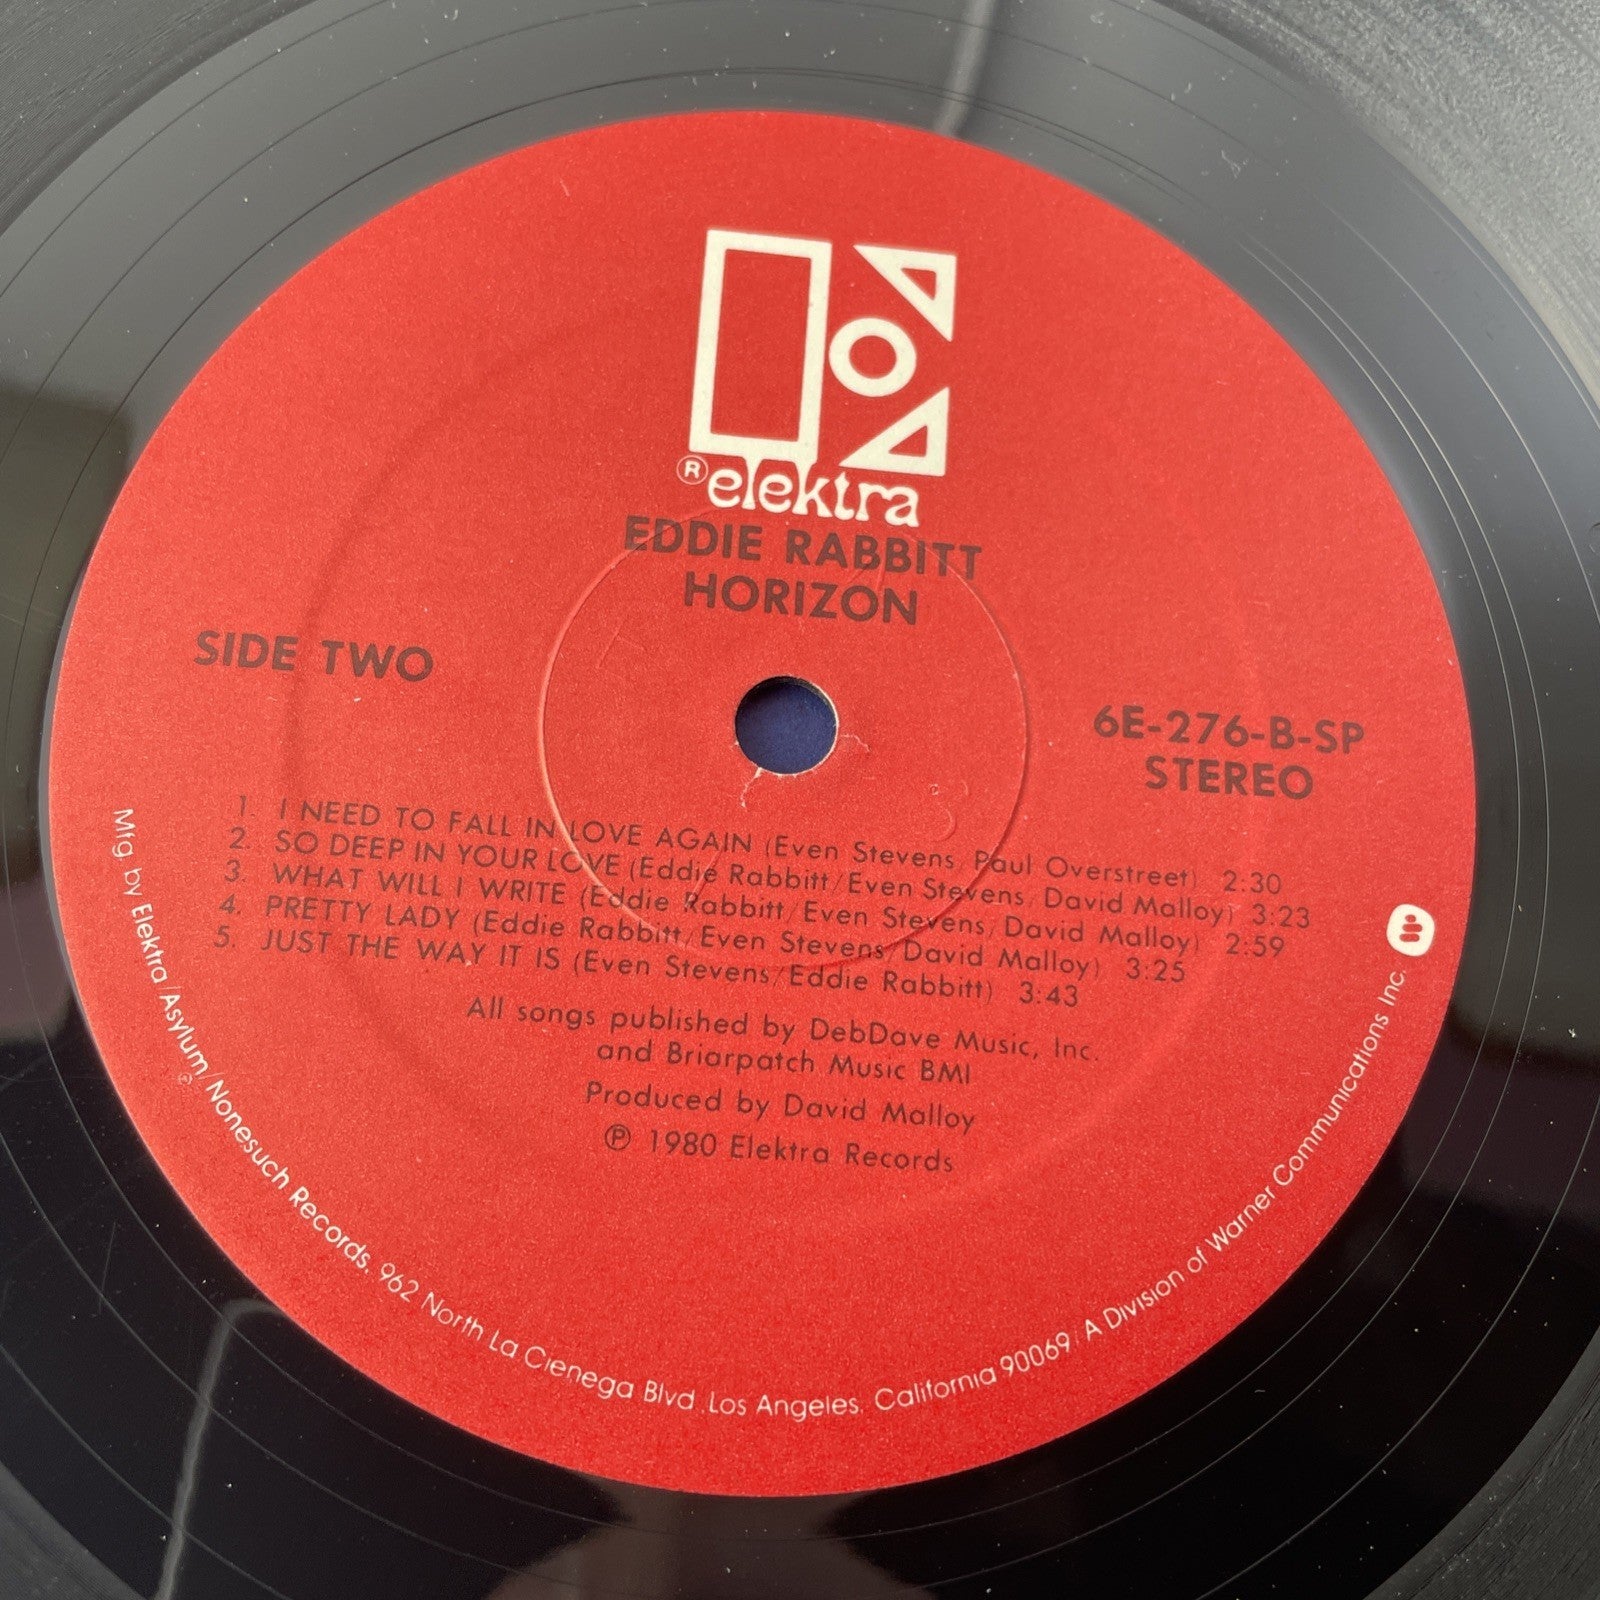 ® elektra
EDDIE RABBITT
HORIZON
SIDE TWO
6E-276-B-SP
STEREO
1. I NEED TO FALL IN LOVE AGAIN (Even Stevens/Paul Overstreet) 2:30
2. SO DEEP IN YOUR LOVE (Eddie Rabbitt/Even Stevens/David Malloy) 3:23
3. WHAT WILL I WRITE (Eddie Rabbitt/Even Stevens/David Malloy) 2:59
4. PRETTY LADY (Eddie Rabbitt/Even Stevens/David Malloy) 3:25
5. JUST THE WAY IT IS (Even Stevens/Eddie Rabbitt) 3:43
All songs published by DebDave Music, Inc.
and Briarpatch Music BMI
Produced by David Malloy
℗ 1980 Elektra Records
Mfg by Elektra/Asylum/Nonesuch Records, 962 North La Cienega Blvd., Los Angeles, California 90069/A Division of Warner Communications Inc.